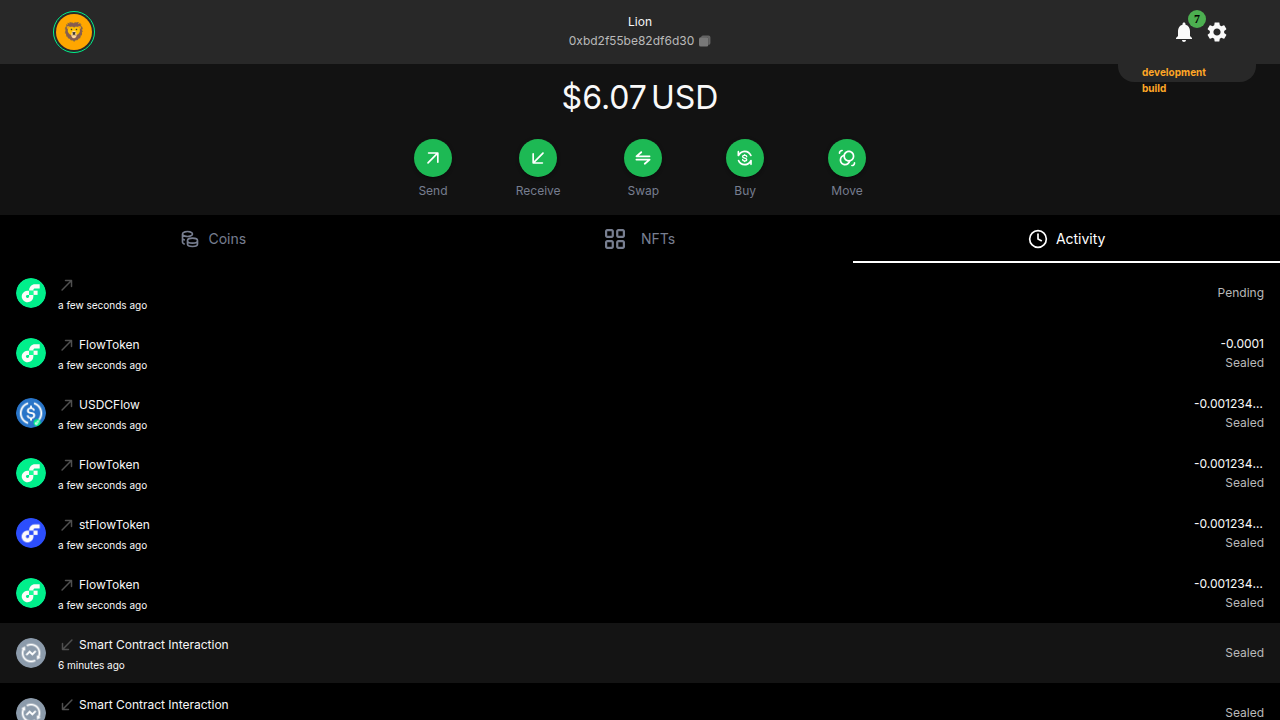 Lion
0xbd2f55be82df6d30
7
development
build
$6.07 USD
Send
Receive
Swap
Buy
Move
Coins
NFTs
Activity
a few seconds ago
Pending
FlowToken
-0.0001
a few seconds ago
Sealed
USDCFlow
-0.001234...
a few seconds ago
Sealed
FlowToken
-0.001234...
a few seconds ago
Sealed
stFlowToken
-0.001234...
a few seconds ago
Sealed
FlowToken
-0.001234...
a few seconds ago
Sealed
Smart Contract Interaction
6 minutes ago
Sealed
Smart Contract Interaction
Sealed